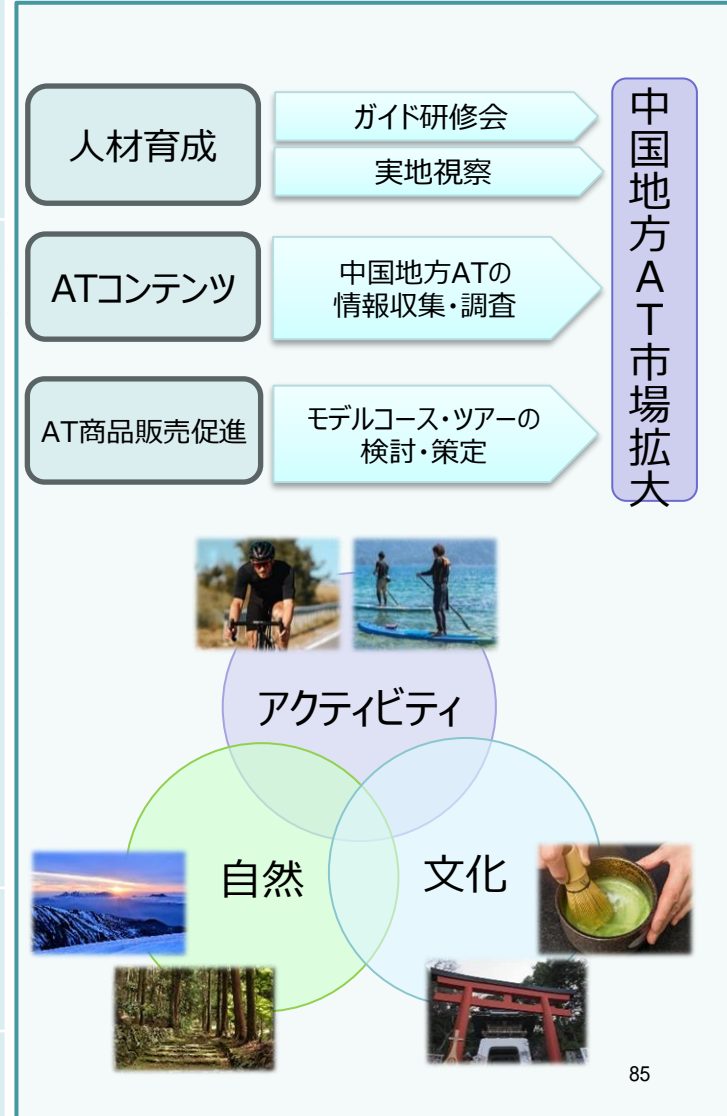 人材育成
ガイド研修会
実地視察
ATコンテンツ
中国地方ATの
情報収集・調査
AT商品販売促進
モデルコース・ツアーの
検討・策定
中国地方AT市場拡大
アクティビティ
自然
文化
85